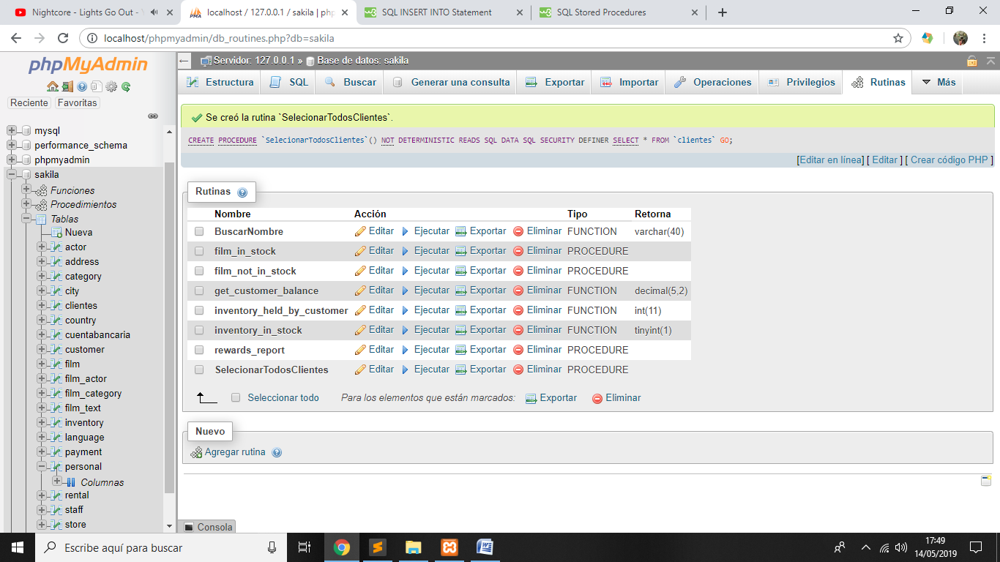 Nightcore - Lights Go Out -
localhost / 127.0.0.1 / sakila | php
SQL INSERT INTO Statement
SQL Stored Procedures
localhost/phpmyadmin/db_routines.php?db=sakila
phpMyAdmin
Reciente Favoritas
mysql
performance_schema
phpmyadmin
sakila
Funciones
Procedimientos
Tablas
Nueva
actor
address
category
city
clientes
country
cuentabancaria
customer
film
film_actor
film_category
film_text
inventory
language
payment
personal
Columnas
rental
staff
store
Servidor: 127.0.0.1 » Base de datos: sakila
Estructura SQL Buscar Generar una consulta Exportar Importar Operaciones Privilegios Rutinas Más
Se creó la rutina `SelecionarTodosClientes`.
CREATE PROCEDURE `SelecionarTodosClientes`() NOT DETERMINISTIC READS SQL DATA SQL SECURITY DEFINER SELECT * FROM `clientes` GO;
[Editar en línea] [ Editar ] [ Crear código PHP ]
Rutinas
Nombre Acción Tipo Retorna
BuscarNombre Editar Ejecutar Exportar Eliminar FUNCTION varchar(40)
film_in_stock Editar Ejecutar Exportar Eliminar PROCEDURE
film_not_in_stock Editar Ejecutar Exportar Eliminar PROCEDURE
get_customer_balance Editar Ejecutar Exportar Eliminar FUNCTION decimal(5,2)
inventory_held_by_customer Editar Ejecutar Exportar Eliminar FUNCTION int(11)
inventory_in_stock Editar Ejecutar Exportar Eliminar FUNCTION tinyint(1)
rewards_report Editar Ejecutar Exportar Eliminar PROCEDURE
SelecionarTodosClientes Editar Ejecutar Exportar Eliminar PROCEDURE
Seleccionar todo Para los elementos que están marcados: Exportar Eliminar
Nuevo
Agregar rutina
Consola
Escribe aquí para buscar
17:49
14/05/2019